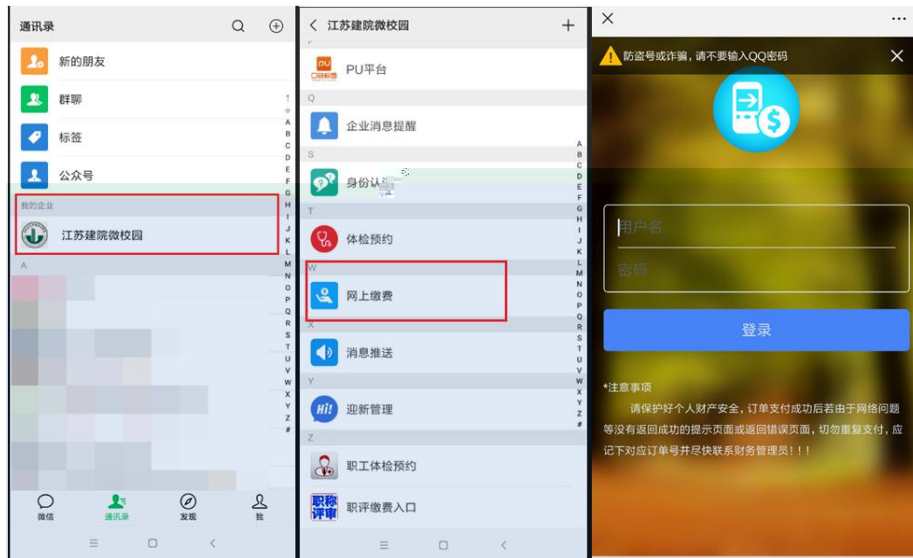 通讯录
新的朋友
群聊
标签
公众号
我的企业
江苏建院微校园
A
↑
☆
A
B
C
D
E
F
G
H
I
J
K
L
M
N
O
P
Q
R
S
T
U
V
W
X
Y
Z
#
微信
通讯录
发现
我
江苏建院微校园
PU
口袋校园
PU平台
Q
企业消息提醒
S
身份认
T
体检预约
W
网上缴费
X
消息推送
Y
Hi!
迎新管理
Z
职工体检预约
职称
评审
职评缴费入口
A
B
C
D
E
F
G
H
I
J
K
L
M
N
O
P
Q
R
S
T
U
V
W
X
Y
Z
#
防盗号或诈骗，请不要输入QQ密码
用户名
密码
登录
*注意事项
请保护好个人财产安全，订单支付成功后若由于网络问题
等没有返回成功的提示页面或返回错误页面，切勿重复支付，应
记下对应订单号并尽快联系财务管理员！！！